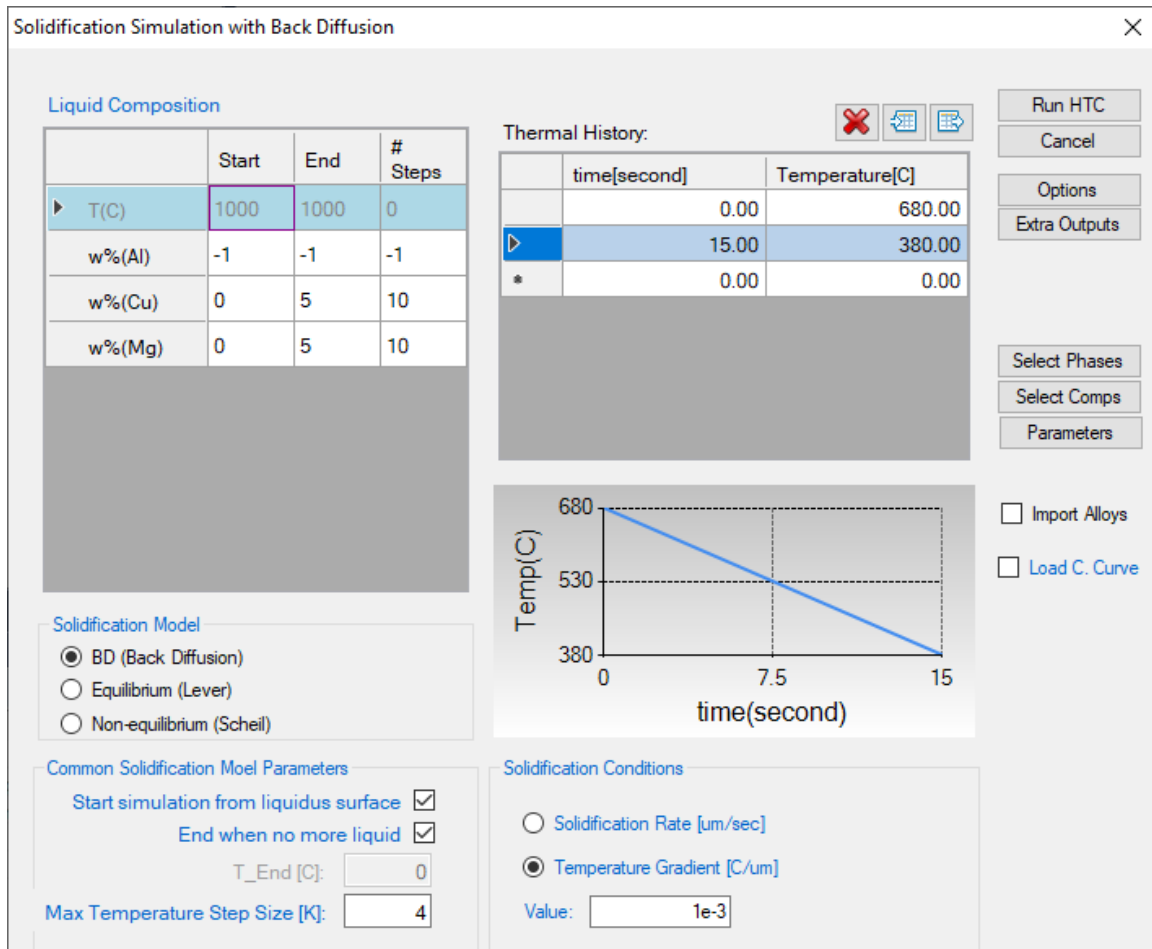 Solidification Simulation with Back Diffusion
Liquid Composition
Start End # Steps
T(C) 1000 1000 0
w%(Al) -1 -1 -1
w%(Cu) 0 5 10
w%(Mg) 0 5 10
Thermal History:
time[second] Temperature[C]
0.00 680.00
15.00 380.00
* 0.00 0.00
Run HTC
Cancel
Options
Extra Outputs
Select Phases
Select Comps
Parameters
Import Alloys
Load C. Curve
Temp(C)
680
530
380
0 7.5 15
time(second)
Solidification Model
BD (Back Diffusion)
Equilibrium (Lever)
Non-equilibrium (Scheil)
Common Solidification Moel Parameters
Start simulation from liquidus surface
End when no more liquid
T_End [C]: 0
Max Temperature Step Size [K]: 4
Solidification Conditions
Solidification Rate [um/sec]
Temperature Gradient [C/um]
Value: 1e-3